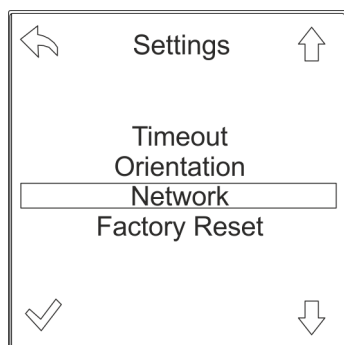 Settings
Timeout
Orientation
Network
Factory Reset